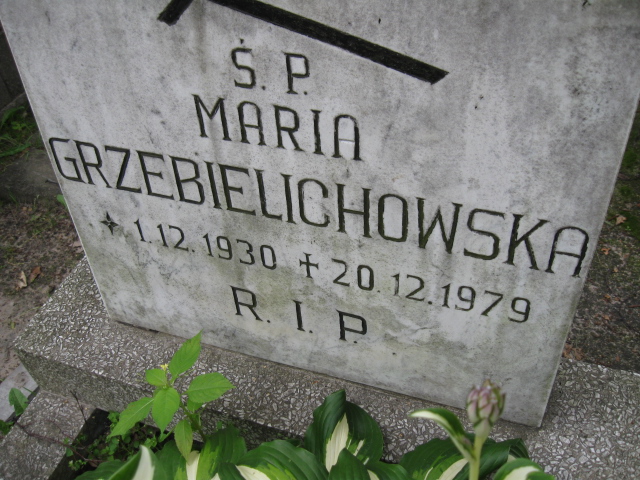 Ś. P.
MARIA
GRZEBIELICHOWSKA
1.12.1930 + 20.12.1979
R. I. P.